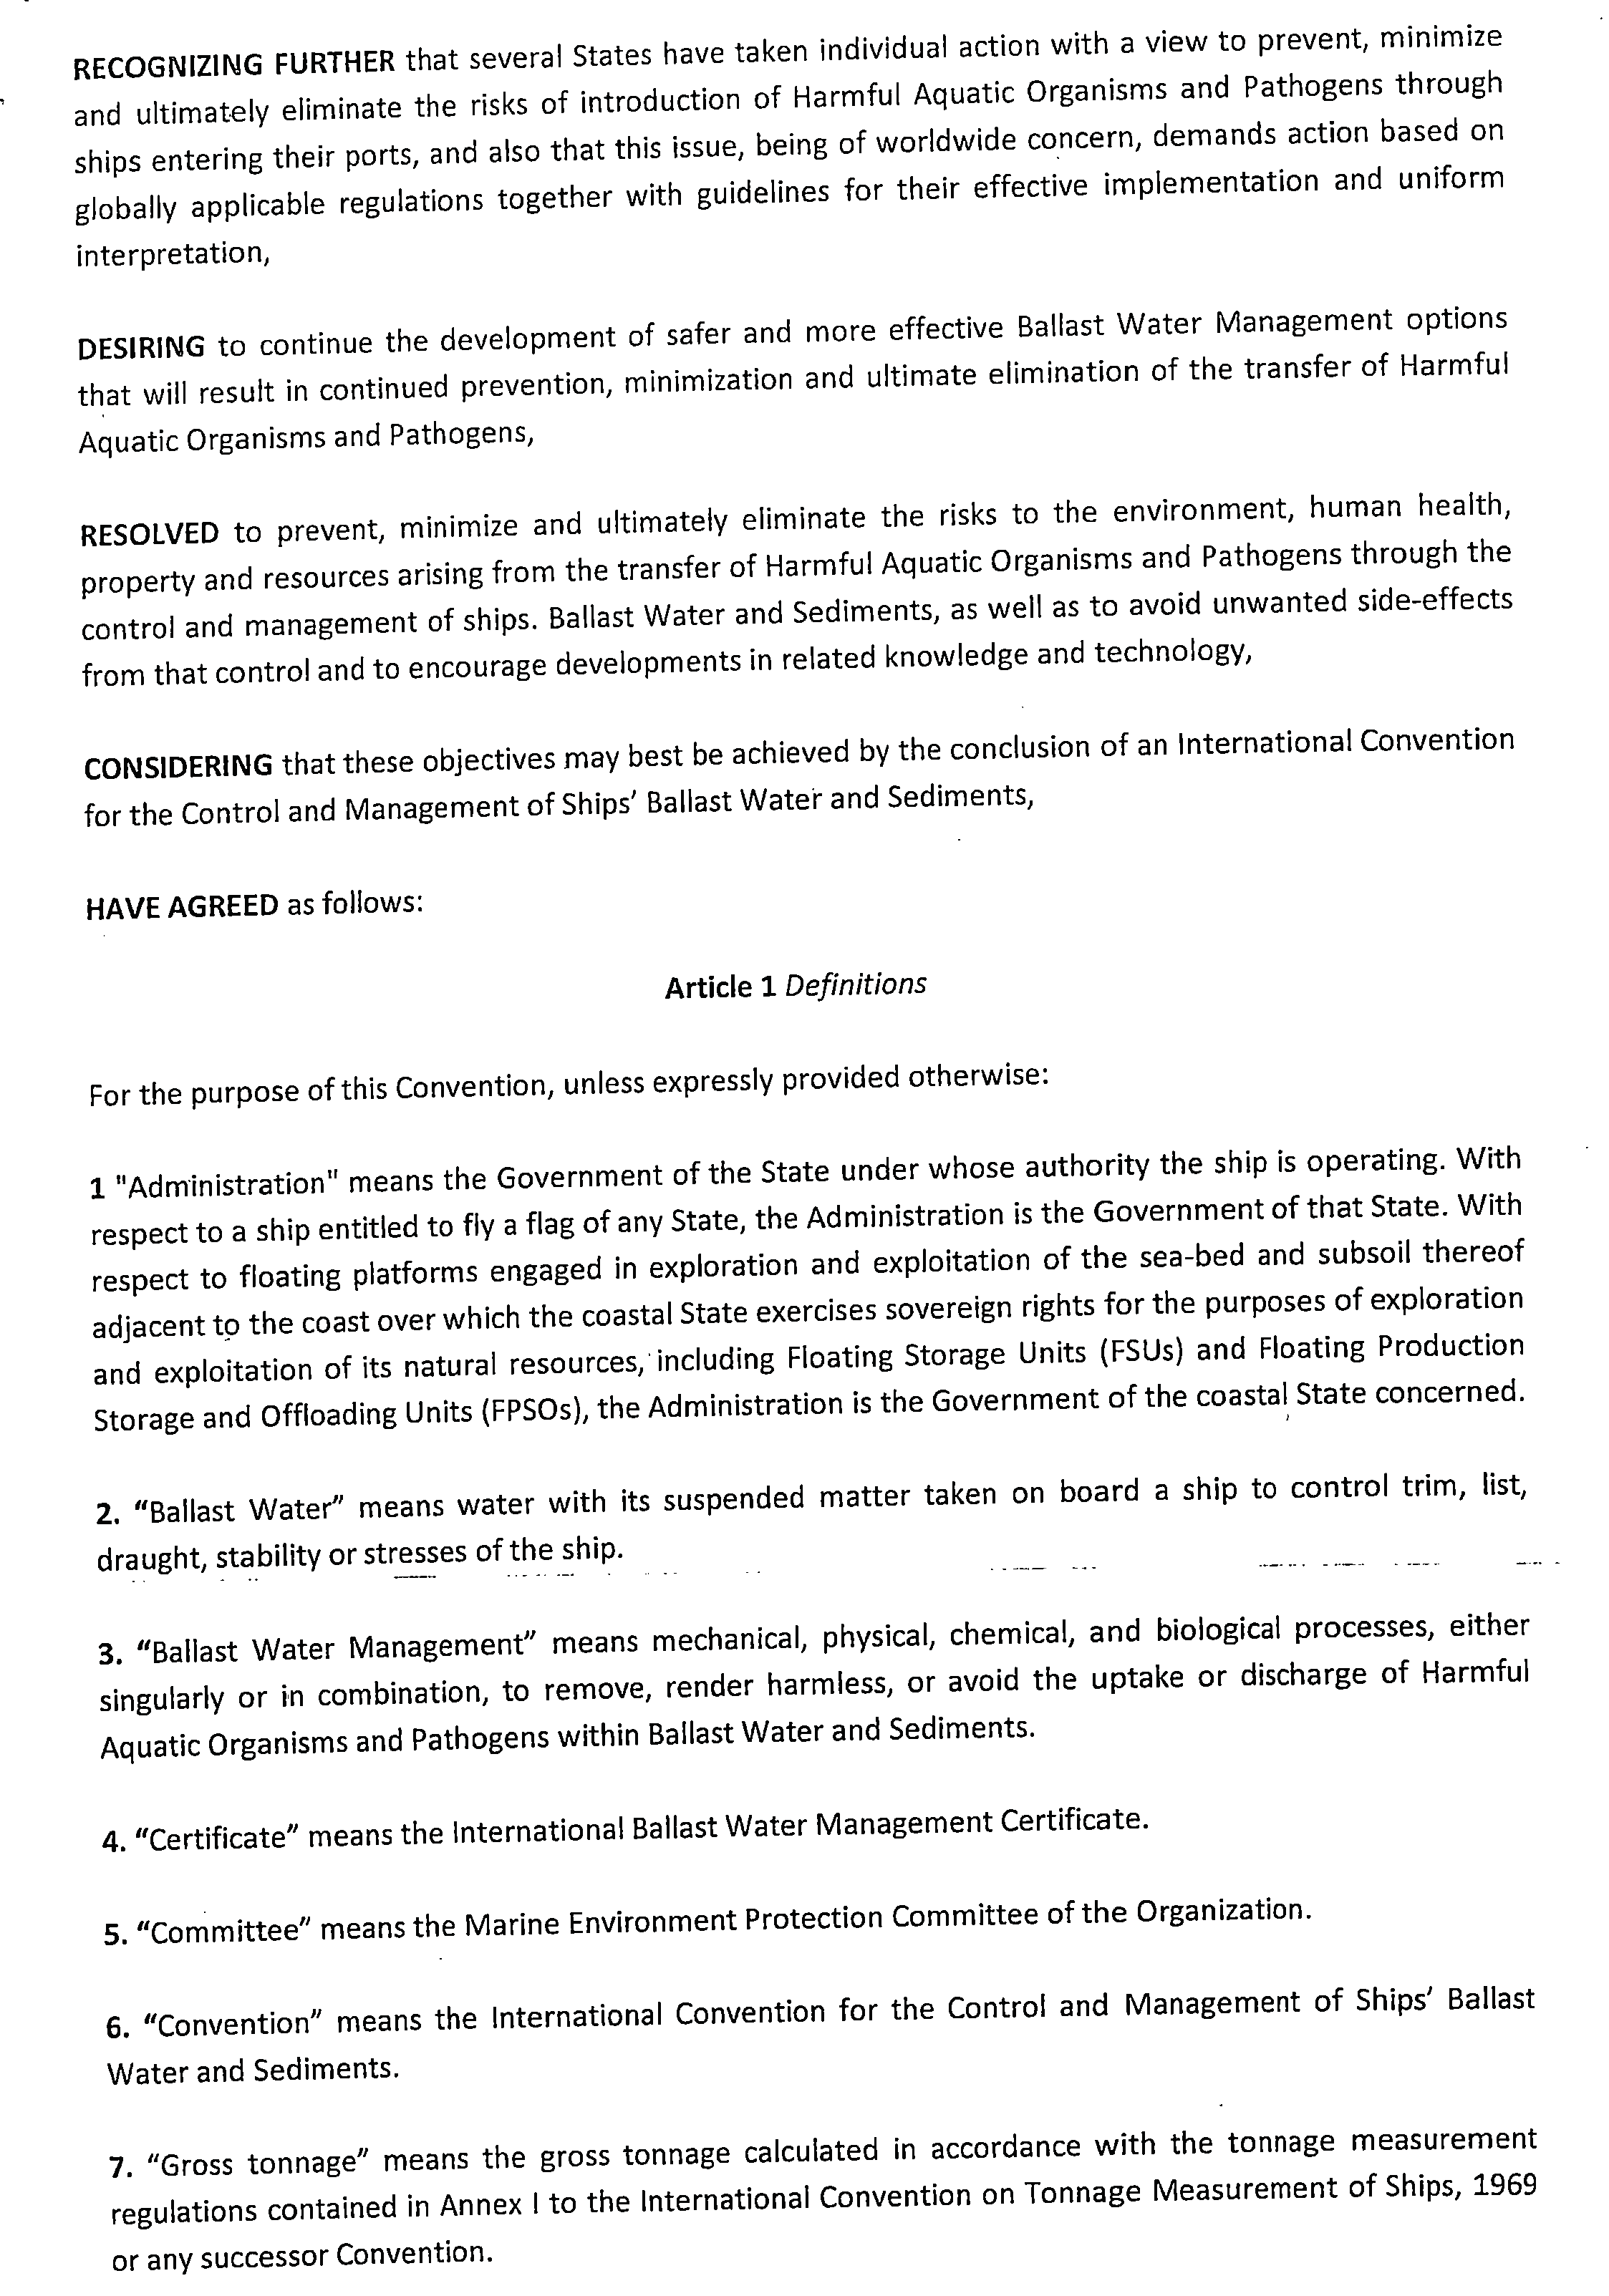 RECOGNIZING FURTHER that several States have taken individual action with a view to prevent, minimize
and ultimately eliminate the risks of introduction of Harmful Aquatic Organisms and Pathogens through
ships entering their ports, and also that this issue, being of worldwide concern, demands action based on
globally applicable regulations together with guidelines for their effective implementation and uniform
interpretation,
DESIRING to continue the development of safer and more effective Ballast Water Management options
that will result in continued prevention, minimization and ultimate elimination of the transfer of Harmful
Aquatic Organisms and Pathogens,
RESOLVED to prevent, minimize and ultimately eliminate the risks to the environment, human health,
property and resources arising from the transfer of Harmful Aquatic Organisms and Pathogens through the
control and management of ships. Ballast Water and Sediments, as well as to avoid unwanted side-effects
from that control and to encourage developments in related knowledge and technology,
CONSIDERING that these objectives may best be achieved by the conclusion of an International Convention
for the Control and Management of Ships’ Ballast Water and Sediments,
HAVE AGREED as follows:
Article 1 Definitions
For the purpose of this Convention, unless expressly provided otherwise:
1 "Administration" means the Government of the State under whose authority the ship is operating. With
respect to a ship entitled to fly a flag of any State, the Administration is the Government of that State. With
respect to floating platforms engaged in exploration and exploitation of the sea-bed and subsoil thereof
adjacent to the coast over which the coastal State exercises sovereign rights for the purposes of exploration
and exploitation of its natural resources, including Floating Storage Units (FSUs) and Floating Production
Storage and Offloading Units (FPSOs), the Administration is the Government of the coastal State concerned.
2. “Ballast Water” means water with its suspended matter taken on board a ship to control trim, list,
draught, stability or stresses of the ship.
3. “Ballast Water Management” means mechanical, physical, chemical, and biological processes, either
singularly or in combination, to remove, render harmless, or avoid the uptake or discharge of Harmful
Aquatic Organisms and Pathogens within Ballast Water and Sediments.
4. “Certificate” means the International Ballast Water Management Certificate.
5. “Committee” means the Marine Environment Protection Committee of the Organization.
6. “Convention” means the International Convention for the Control and Management of Ships’ Ballast
Water and Sediments.
7. “Gross tonnage” means the gross tonnage calculated in accordance with the tonnage measurement
regulations contained in Annex I to the International Convention on Tonnage Measurement of Ships, 1969
or any successor Convention.